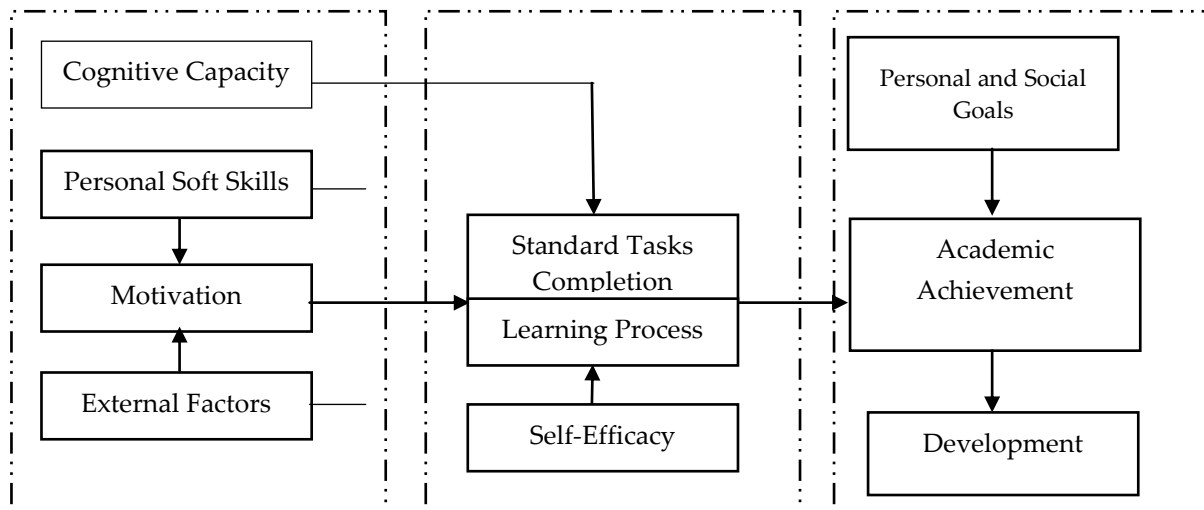 Cognitive Capacity
Personal Soft Skills
Motivation
External Factors
Standard Tasks
Completion
Learning Process
Self-Efficacy
Personal and Social
Goals
Academic
Achievement
Development